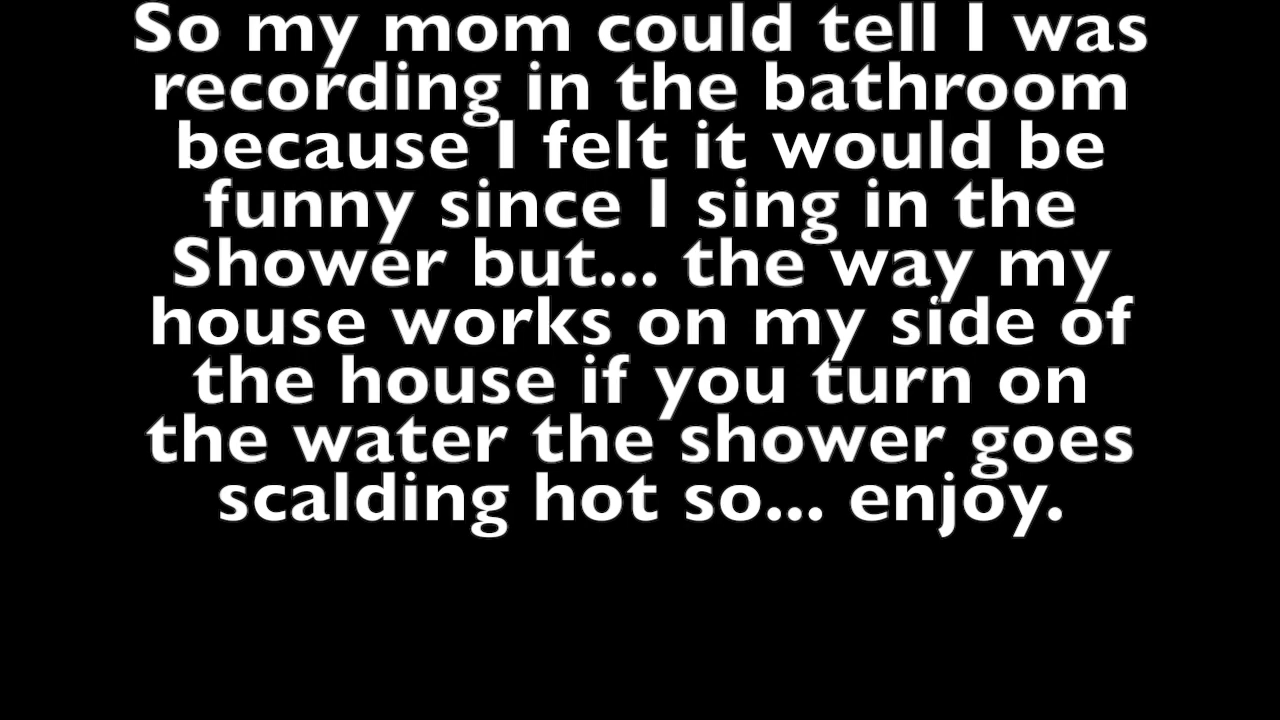 So my mom could tell I was
recording in the bathroom
because I felt it would be
funny since I sing in the
Shower but... the way my
house works on my side of
the house if you turn on
the water the shower goes
scalding hot so... enjoy.